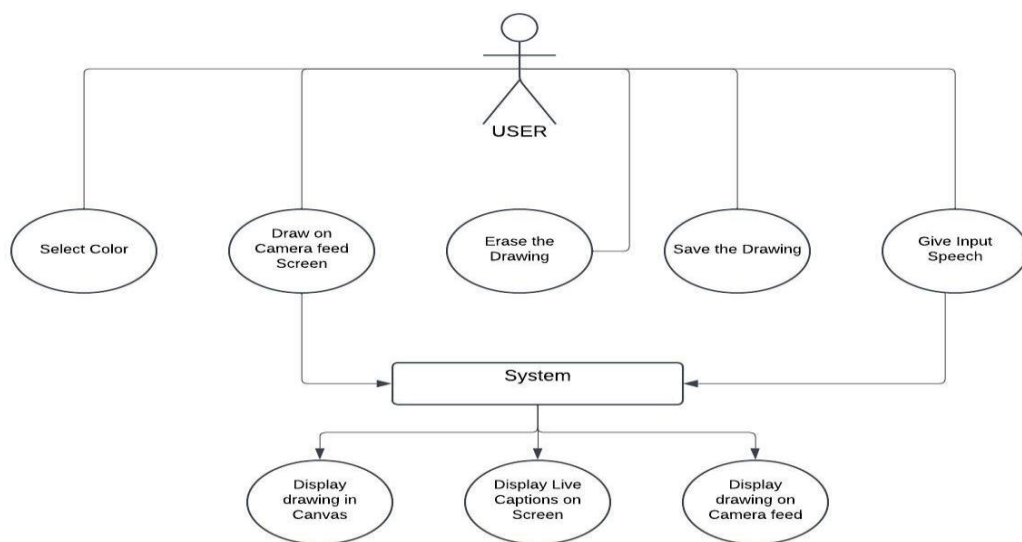 USER
Select Color
Draw on
Camera feed
Screen
Erase the
Drawing
Save the Drawing
Give Input
Speech
System
Display
drawing in
Canvas
Display Live
Captions on
Screen
Display
drawing on
Camera feed